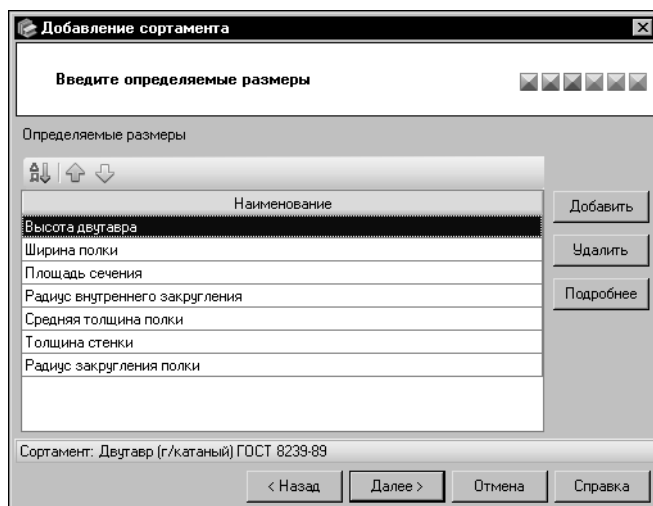 Добавление сортамента
Введите определяемые размеры
Определяемые размеры
Наименование
Высота двутавра
Ширина полки
Площадь сечения
Радиус внутреннего закругления
Средняя толщина полки
Толщина стенки
Радиус закругления полки
Добавить
Удалить
Подробнее
Сортамент: Двутавр (г/катаный) ГОСТ 8239-89
< Назад
Далее >
Отмена
Справка